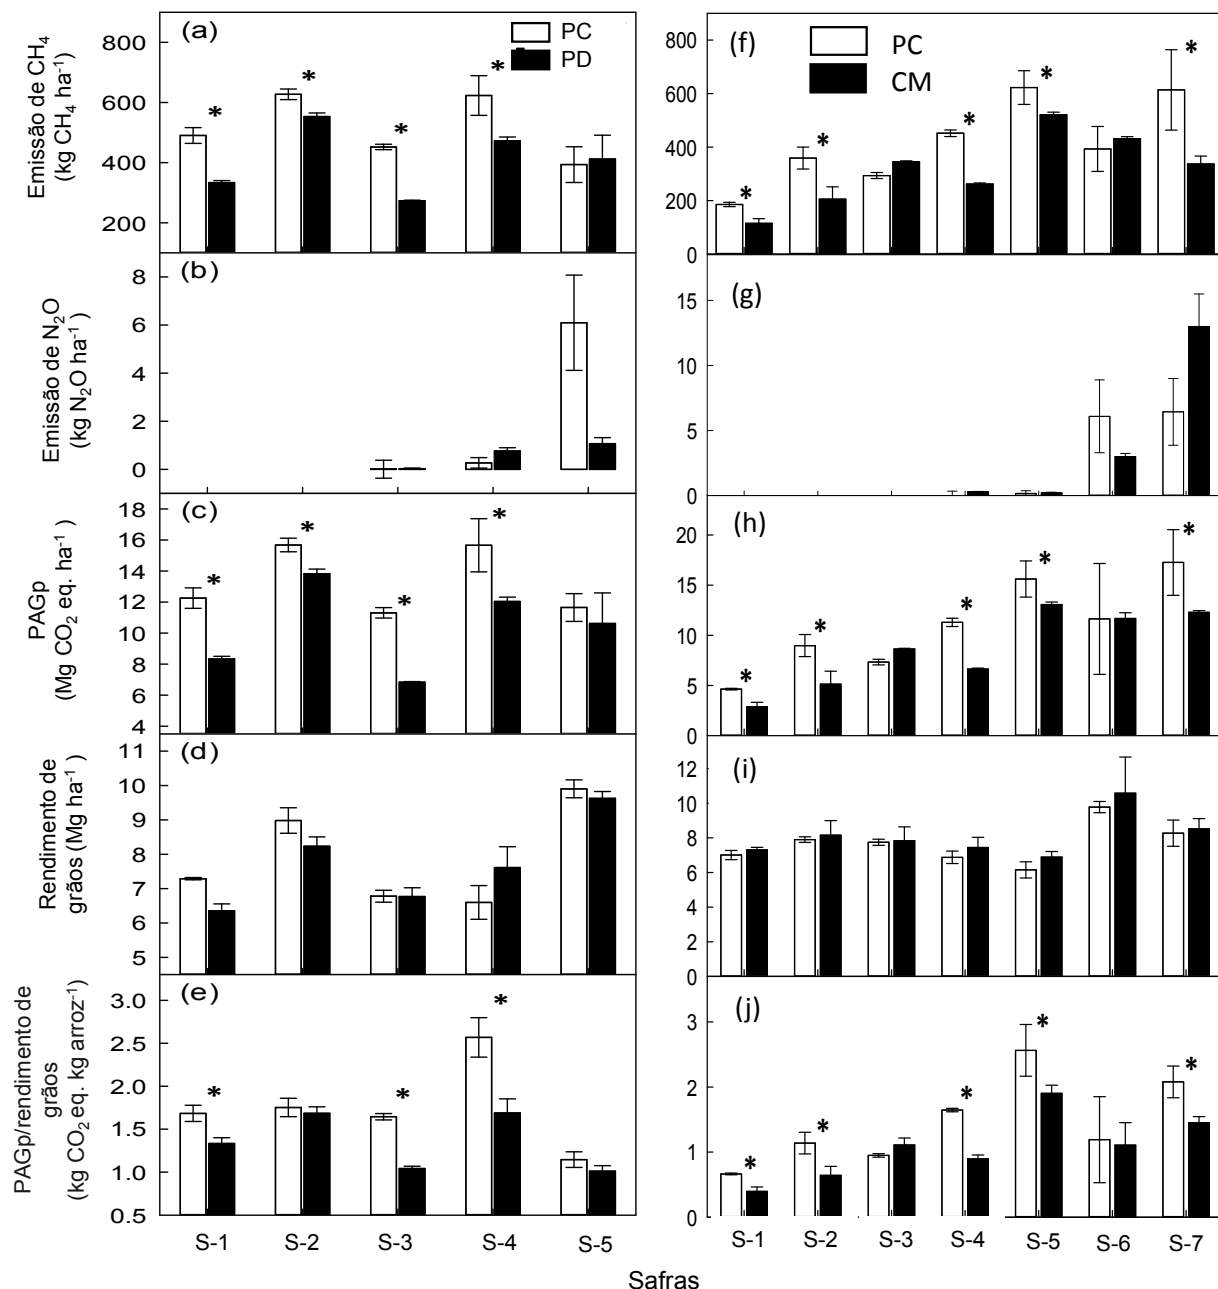 Emissão de CH₄
(kg CH₄ ha⁻¹)
800
600
400
200
(a)
PC
PD
*
*
*
*
800
600
400
200
0
(f)
PC
CM
*
*
*
*
*
Emissão de N₂O
(kg N₂O ha⁻¹)
8
6
4
2
0
(b)
15
10
5
0
(g)
PAGp
(Mg CO₂ eq. ha⁻¹)
18
16
14
12
10
8
6
4
(c)
*
*
*
*
20
15
10
5
0
(h)
*
*
*
*
*
Rendimento de
grãos (Mg ha⁻¹)
11
10
9
8
7
6
5
(d)
12
10
8
6
4
2
0
(i)
PAGp/rendimento de
grãos
(kg CO₂ eq. kg arroz⁻¹)
3.0
2.5
2.0
1.5
1.0
0.5
(e)
*
*
*
3
2
1
0
(j)
*
*
*
*
*
S-1 S-2 S-3 S-4 S-5
S-1 S-2 S-3 S-4 S-5 S-6 S-7
Safras